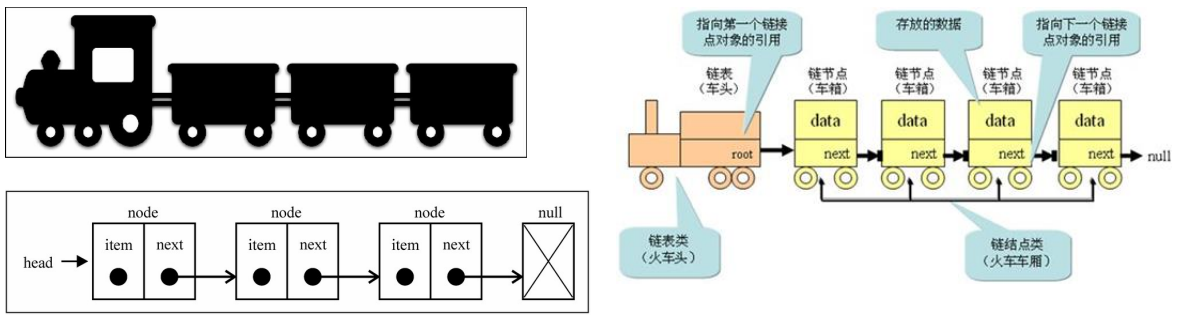 node
node
node
null
item
next
item
next
item
next
head
指向第一个链接
点对象的引用
存放的数据
指向下一个链接
点对象的引用
链表
（车头）
链节点
（车箱）
链节点
（车箱）
链节点
（车箱）
链节点
（车箱）
data
data
data
data
root
next
next
next
next
null
链表类
（火车头）
链结点类
（火车车厢）